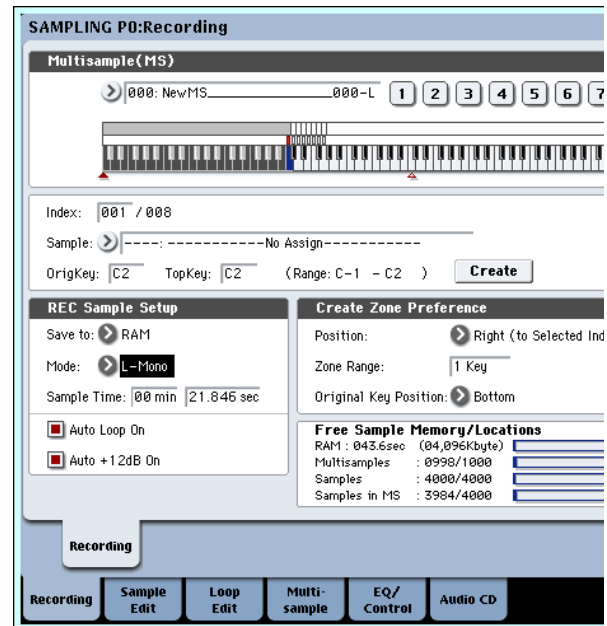 SAMPLING P0:Recording
Multisample(MS)
000: NewMS________________000-L 1 2 3 4 5 6 7
Index: 001 /008
Sample: ----: -----------No Assign------------
OrigKey: C2 TopKey: C2 (Range: C-1 - C2 ) Create
REC Sample Setup
Save to: RAM
Mode: L-Mono
Sample Time: 00 min 21.846 sec
Auto Loop On
Auto +12dB On
Create Zone Preference
Position: Right (to Selected Ind
Zone Range: 1 Key
Original Key Position: Bottom
Free Sample Memory/Locations
RAM : 043.6sec (04,096Kbyte)
Multisamples : 0998/1000
Samples : 4000/4000
Samples in MS : 3984/4000
Recording
Recording
Sample Edit
Loop Edit
Multi-sample
EQ/Control
Audio CD